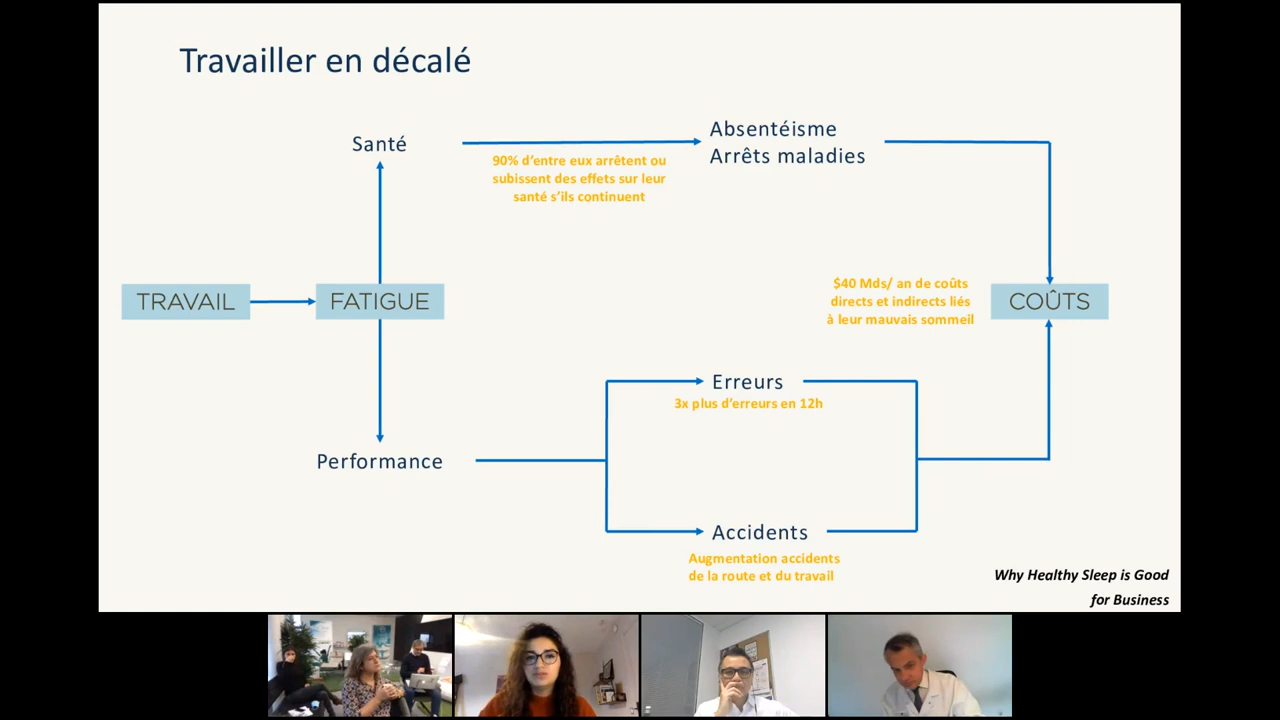 Travailler en décalé
Santé
90% d'entre eux arrêtent ou
subissent des effets sur leur
santé s'ils continuent
Absentéisme
Arrêts maladies
TRAVAIL
FATIGUE
$40 Mds/ an de coûts
directs et indirects liés
à leur mauvais sommeil
COÛTS
Erreurs
3x plus d'erreurs en 12h
Performance
Accidents
Augmentation accidents
de la route et du travail
Why Healthy Sleep is Good
for Business